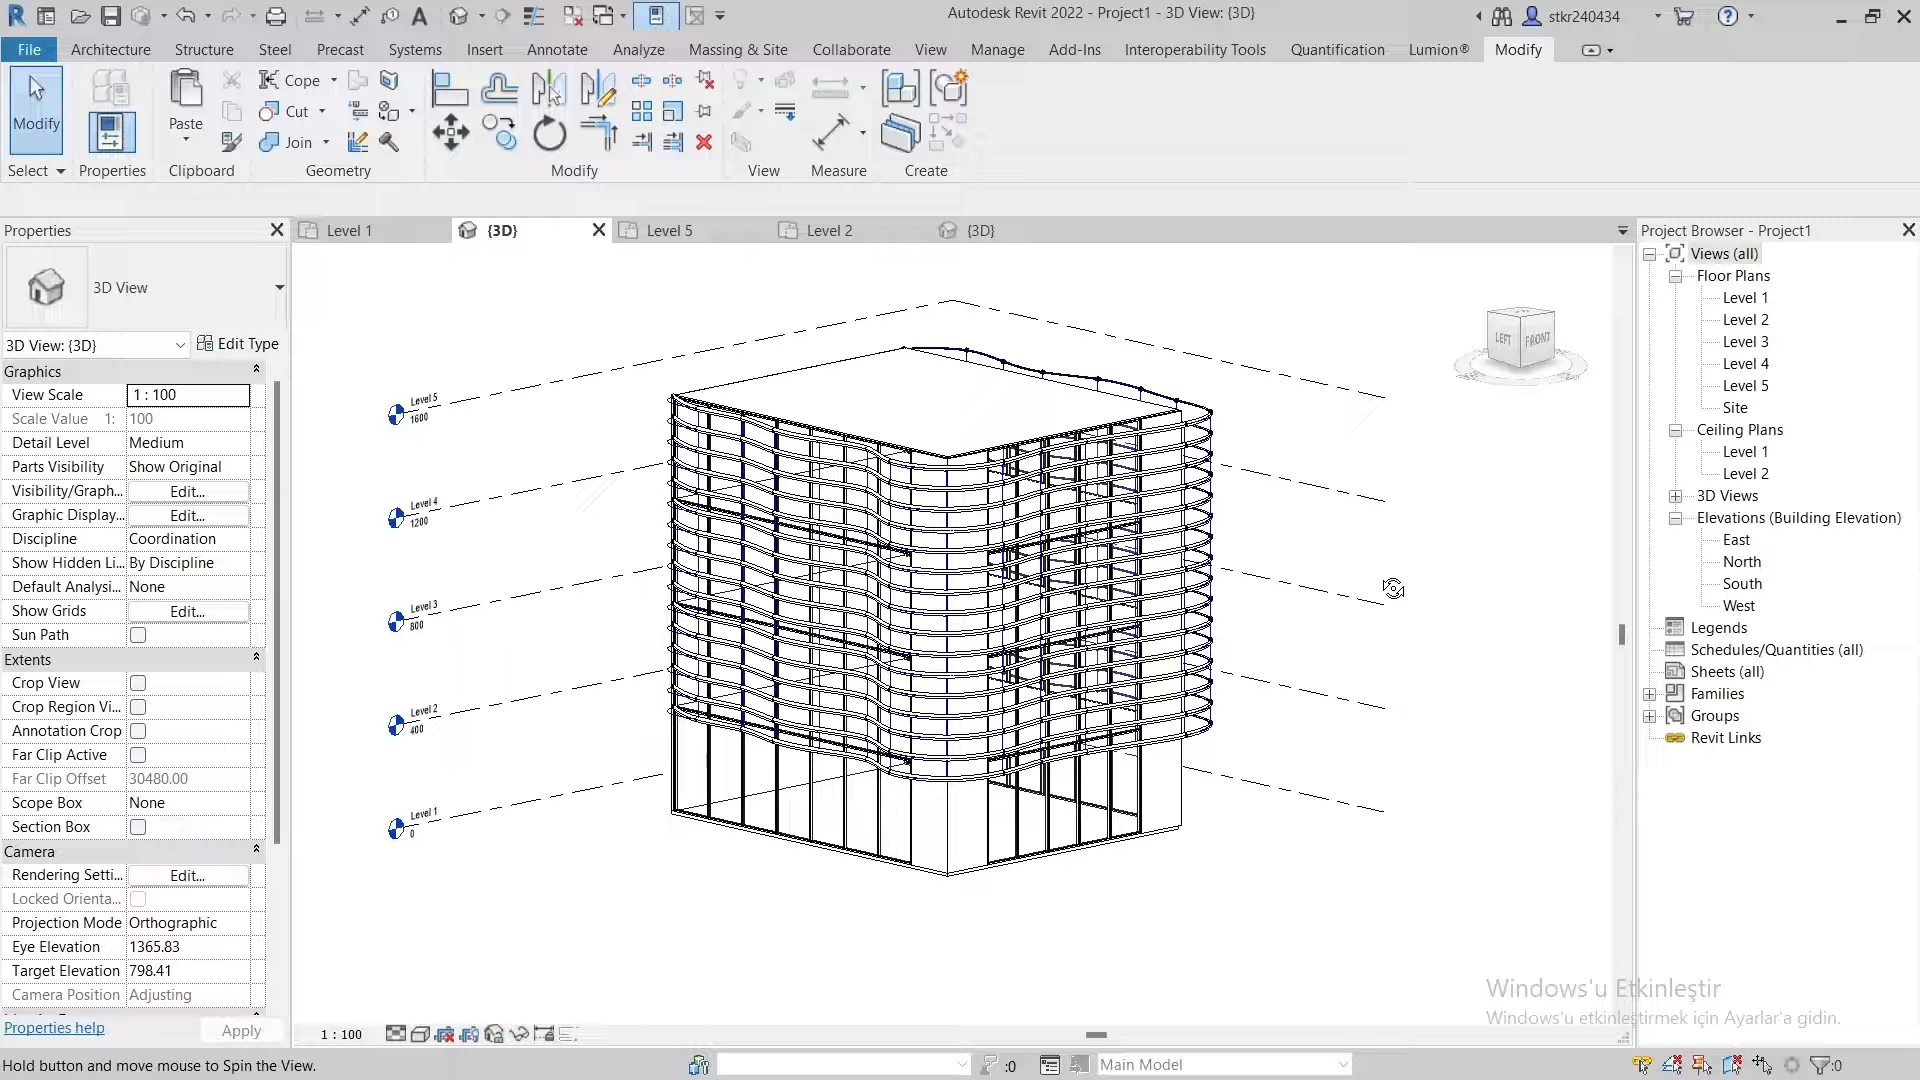 Autodesk Revit 2022 - Project1 - 3D View: {3D}
stkr240434
File Architecture Structure Steel Precast Systems Insert Annotate Analyze Massing & Site Collaborate View Manage Add-Ins Interoperability Tools Quantification Lumion® Modify
Modify
Paste
Cope
Cut
Join
Select Properties Clipboard Geometry Modify View Measure Create
Properties
Level 1
{3D}
Level 5
Level 2
{3D}
Project Browser - Project1
3D View
3D View: {3D}
Edit Type
Graphics
View Scale 1 : 100
Scale Value 1: 100
Detail Level Medium
Parts Visibility Show Original
Visibility/Graph... Edit...
Graphic Display... Edit...
Discipline Coordination
Show Hidden Li... By Discipline
Default Analysi... None
Show Grids Edit...
Sun Path
Extents
Crop View
Crop Region Vi...
Annotation Crop
Far Clip Active
Far Clip Offset 30480.00
Scope Box None
Section Box
Camera
Rendering Setti... Edit...
Locked Orienta...
Projection Mode Orthographic
Eye Elevation 1365.83
Target Elevation 798.41
Camera Position Adjusting
Properties help
Apply
Level 5
1600
Level 4
1200
Level 3
800
Level 2
400
Level 1
0
LEFT
FRONT
Views (all)
Floor Plans
Level 1
Level 2
Level 3
Level 4
Level 5
Site
Ceiling Plans
Level 1
Level 2
3D Views
Elevations (Building Elevation)
East
North
South
West
Legends
Schedules/Quantities (all)
Sheets (all)
Families
Groups
Revit Links
Windows'u Etkinleştir
Windows'u etkinleştirmek için Ayarlar'a gidin.
1 : 100
Hold button and move mouse to Spin the View.
:0
Main Model
:0